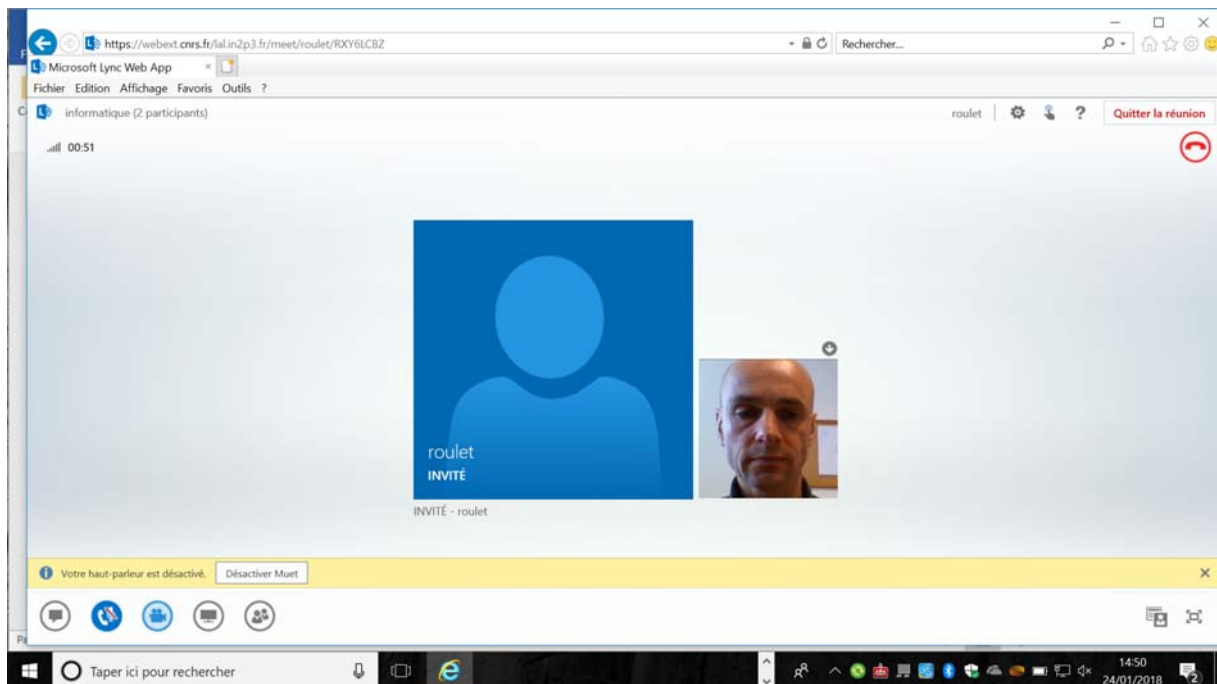 https://webext.cnrs.fr/lal.in2p3.fr/meet/roulet/RXY6LCBZ
Rechercher...
Microsoft Lync Web App
Fichier Edition Affichage Favoris Outils ?
informatique (2 participants)
roulet
?
Quitter la réunion
00:51
roulet
INVITÉ
INVITÉ - roulet
Votre haut-parleur est désactivé.
Désactiver Muet
Taper ici pour rechercher
14:50
24/01/2018
2